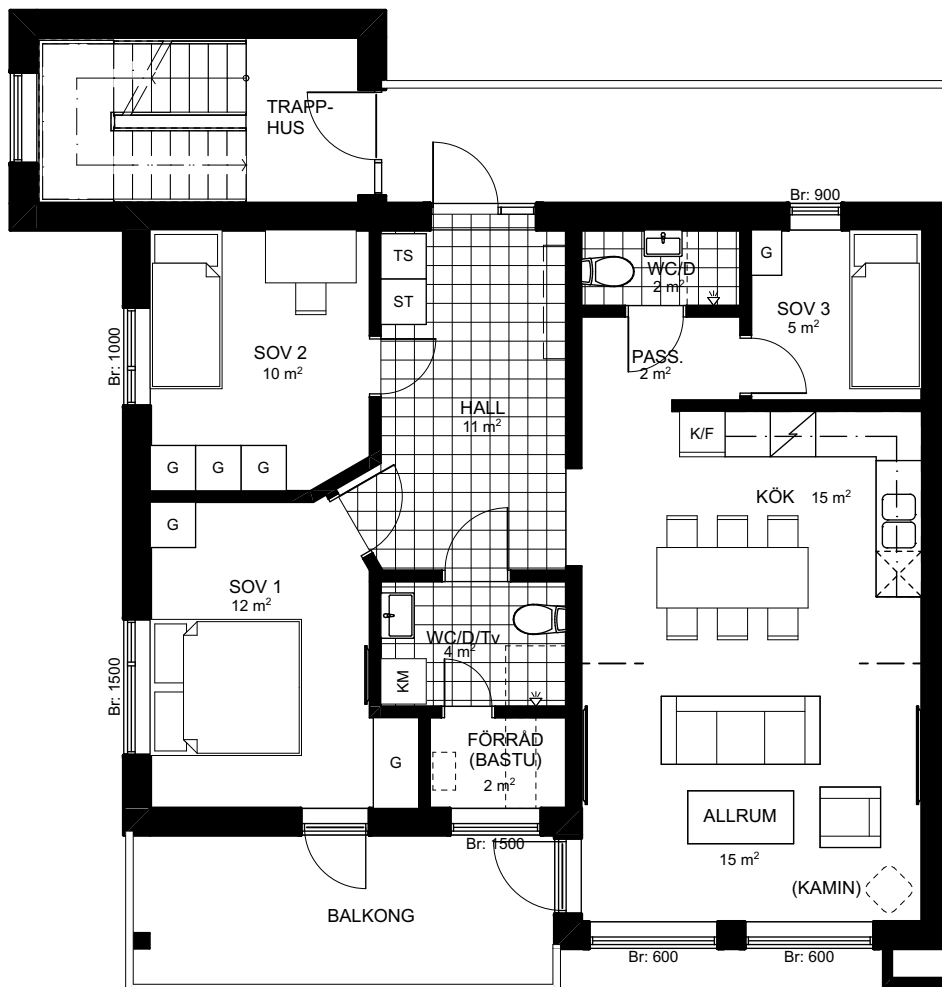 TRAPP-
HUS
Br: 900
TS
ST
WC/D
2 m²
G
SOV 3
5 m²
SOV 2
10 m²
Br: 1000
PASS.
2 m²
HALL
11 m²
K/F
KÖK 15 m²
G G G
G
SOV 1
12 m²
Br: 1500
WC/D/Tv
4 m²
KM
FÖRRÅD
(BASTU)
2 m²
G
ALLRUM
15 m²
Br: 1500
(KAMIN)
BALKONG
Br: 600 Br: 600